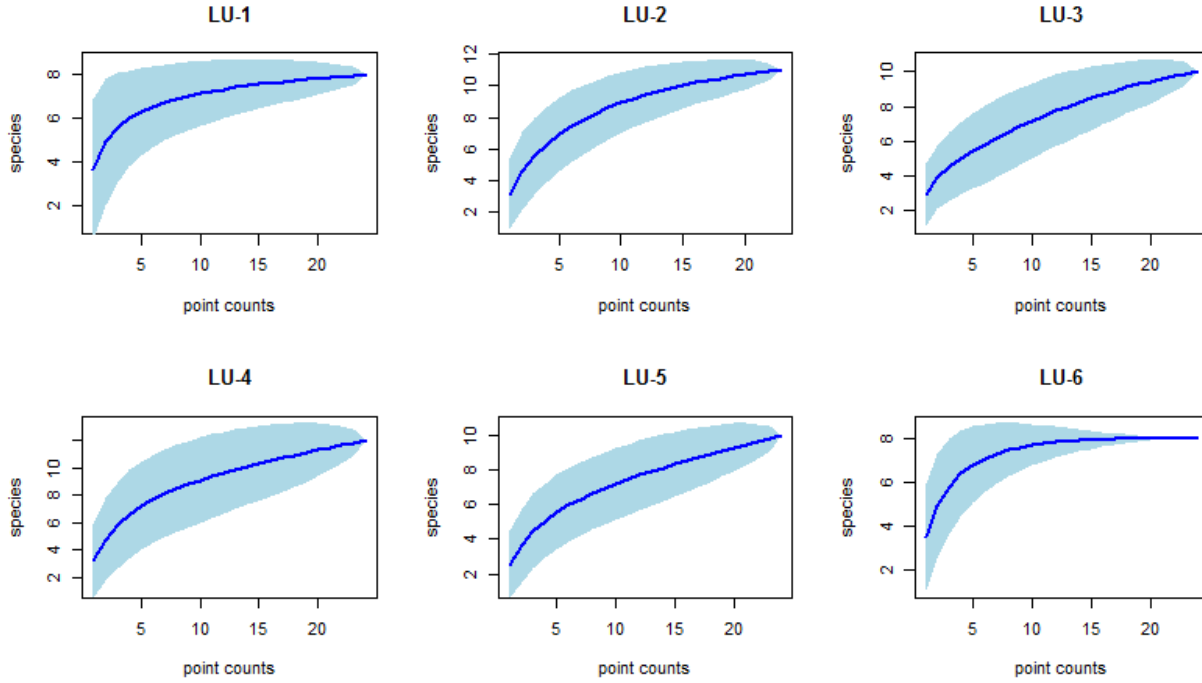 LU-1
LU-2
LU-3
species
2 4 6 8
5 10 15 20
point counts
species
2 4 6 8 10 12
5 10 15 20
point counts
species
2 4 6 8 10
5 10 15 20
point counts
LU-4
LU-5
LU-6
species
2 4 6 8 10
5 10 15 20
point counts
species
2 4 6 8 10
5 10 15 20
point counts
species
2 4 6 8
5 10 15 20
point counts